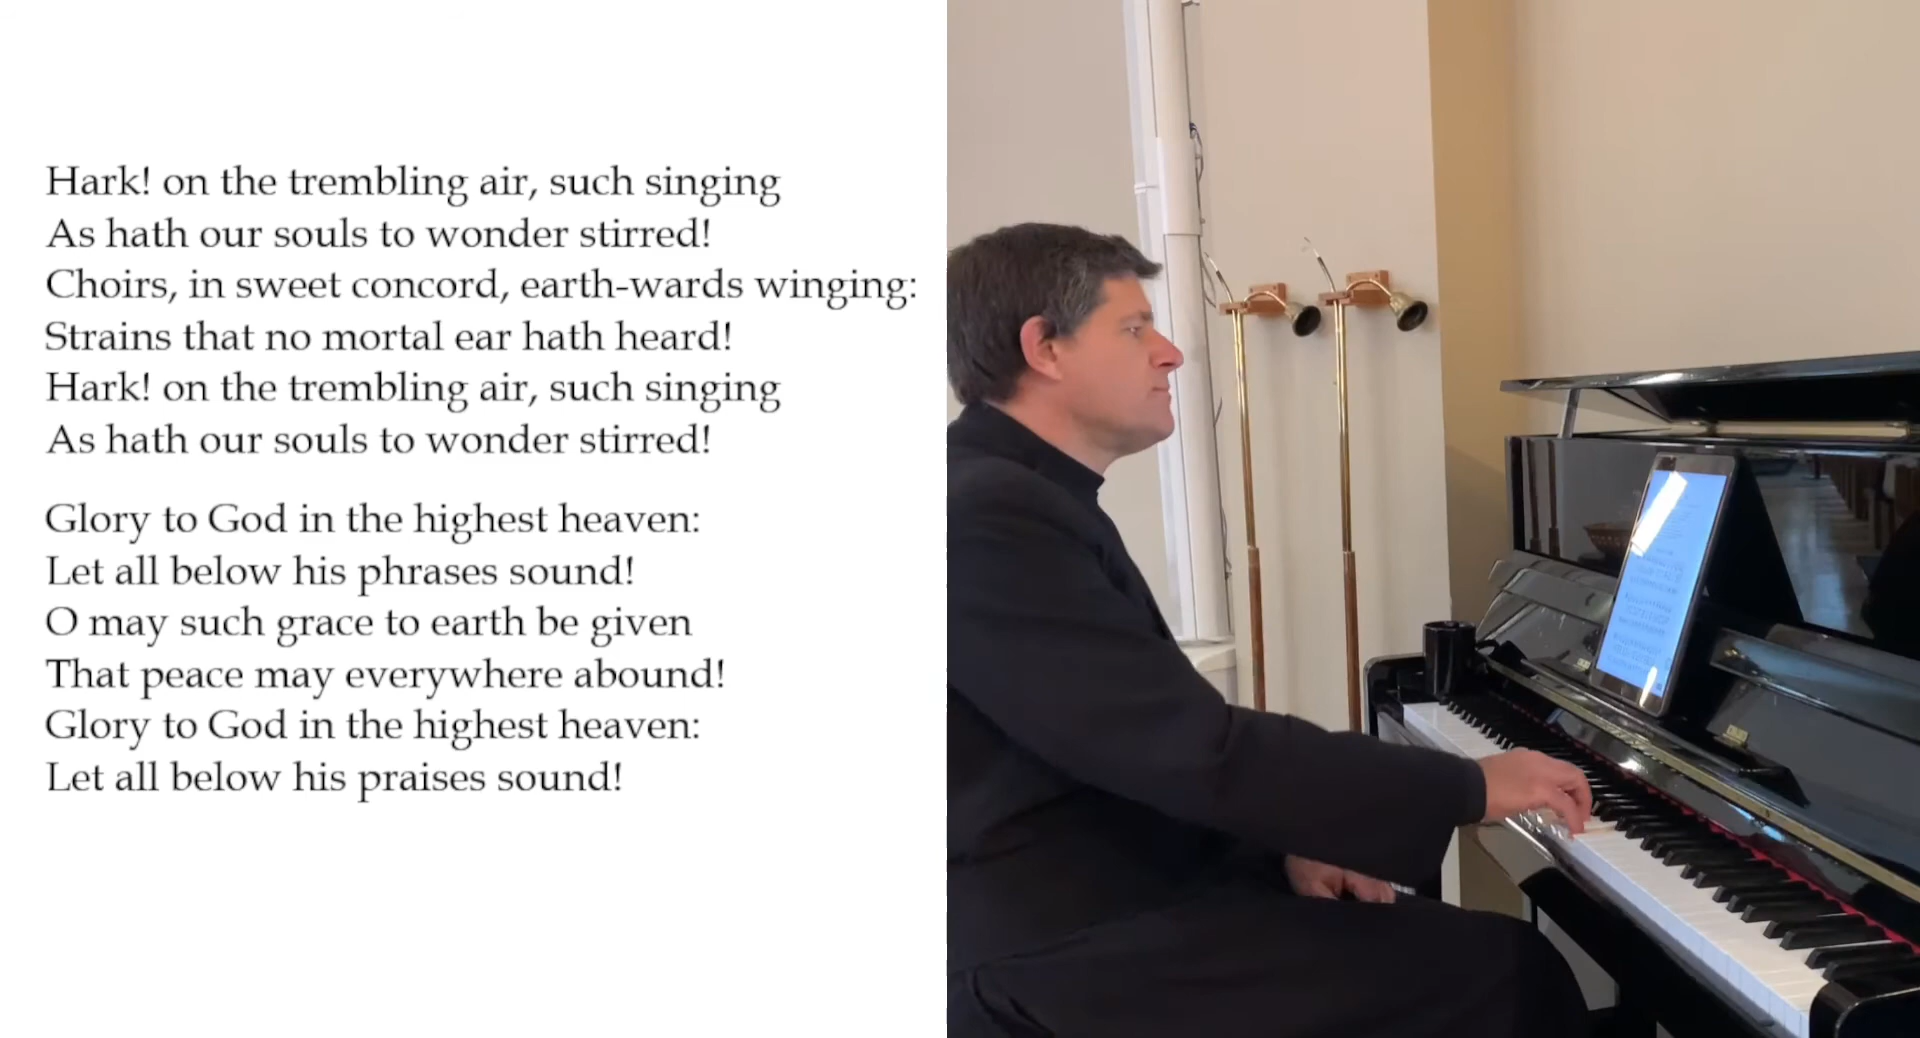 Hark! on the trembling air, such singing
As hath our souls to wonder stirred!
Choirs, in sweet concord, earth-wards winging:
Strains that no mortal ear hath heard!
Hark! on the trembling air, such singing
As hath our souls to wonder stirred!
Glory to God in the highest heaven:
Let all below his phrases sound!
O may such grace to earth be given
That peace may everywhere abound!
Glory to God in the highest heaven:
Let all below his praises sound!